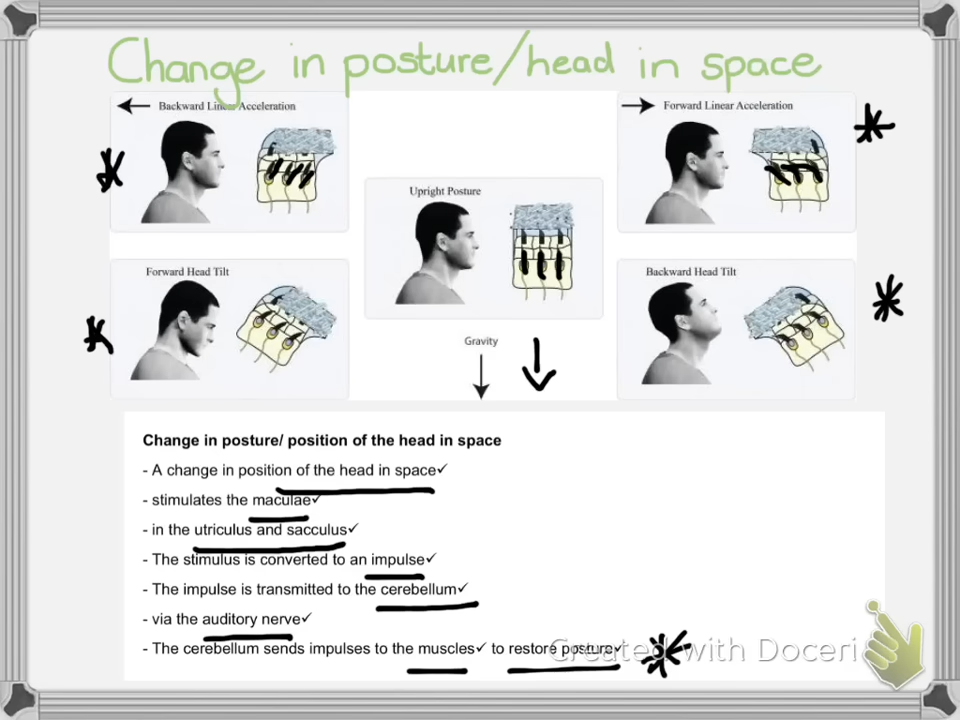 Change in posture/head in space
Backward Linear Acceleration
Forward Linear Acceleration
Upright Posture
Forward Head Tilt
Backward Head Tilt
Gravity
Change in posture/ position of the head in space
- A change in position of the head in space✓
- stimulates the maculae✓
- in the utriculus and sacculus✓
- The stimulus is converted to an impulse✓
- The impulse is transmitted to the cerebellum✓
- via the auditory nerve✓
- The cerebellum sends impulses to the muscles✓ to restore posture✓
Created with Doceri